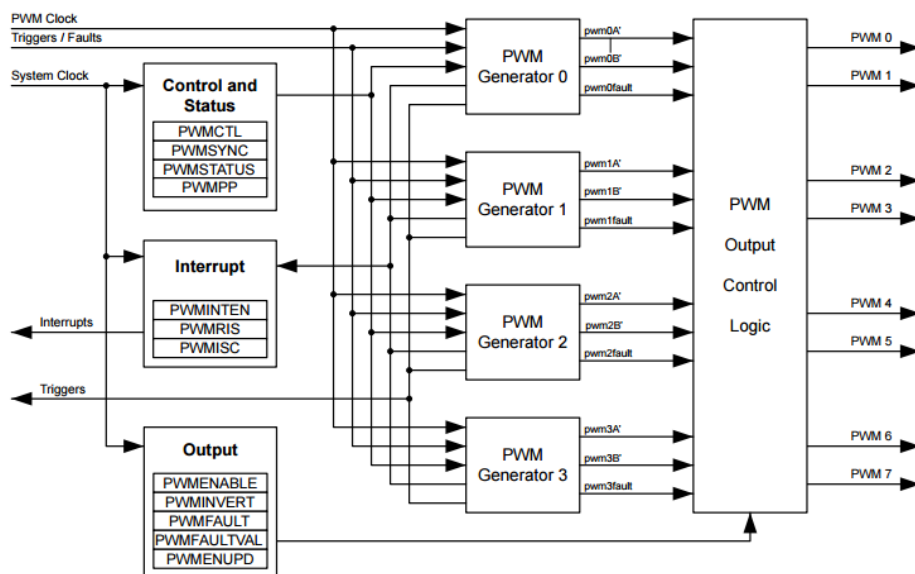 PWM Clock
Triggers / Faults
System Clock
Control and
Status
PWMCTL
PWMSYNC
PWMSTATUS
PWMPP
Interrupt
PWMINTEN
PWMRIS
PWMISC
Interrupts
Triggers
Output
PWMENABLE
PWMINVERT
PWMFAULT
PWMFAULTVAL
PWMENUPD
PWM
Generator 0
pwm0A'
pwm0B'
pwm0fault
PWM
Generator 1
pwm1A'
pwm1B'
pwm1fault
PWM
Generator 2
pwm2A'
pwm2B'
pwm2fault
PWM
Generator 3
pwm3A'
pwm3B'
pwm3fault
PWM
Output
Control
Logic
PWM 0
PWM 1
PWM 2
PWM 3
PWM 4
PWM 5
PWM 6
PWM 7